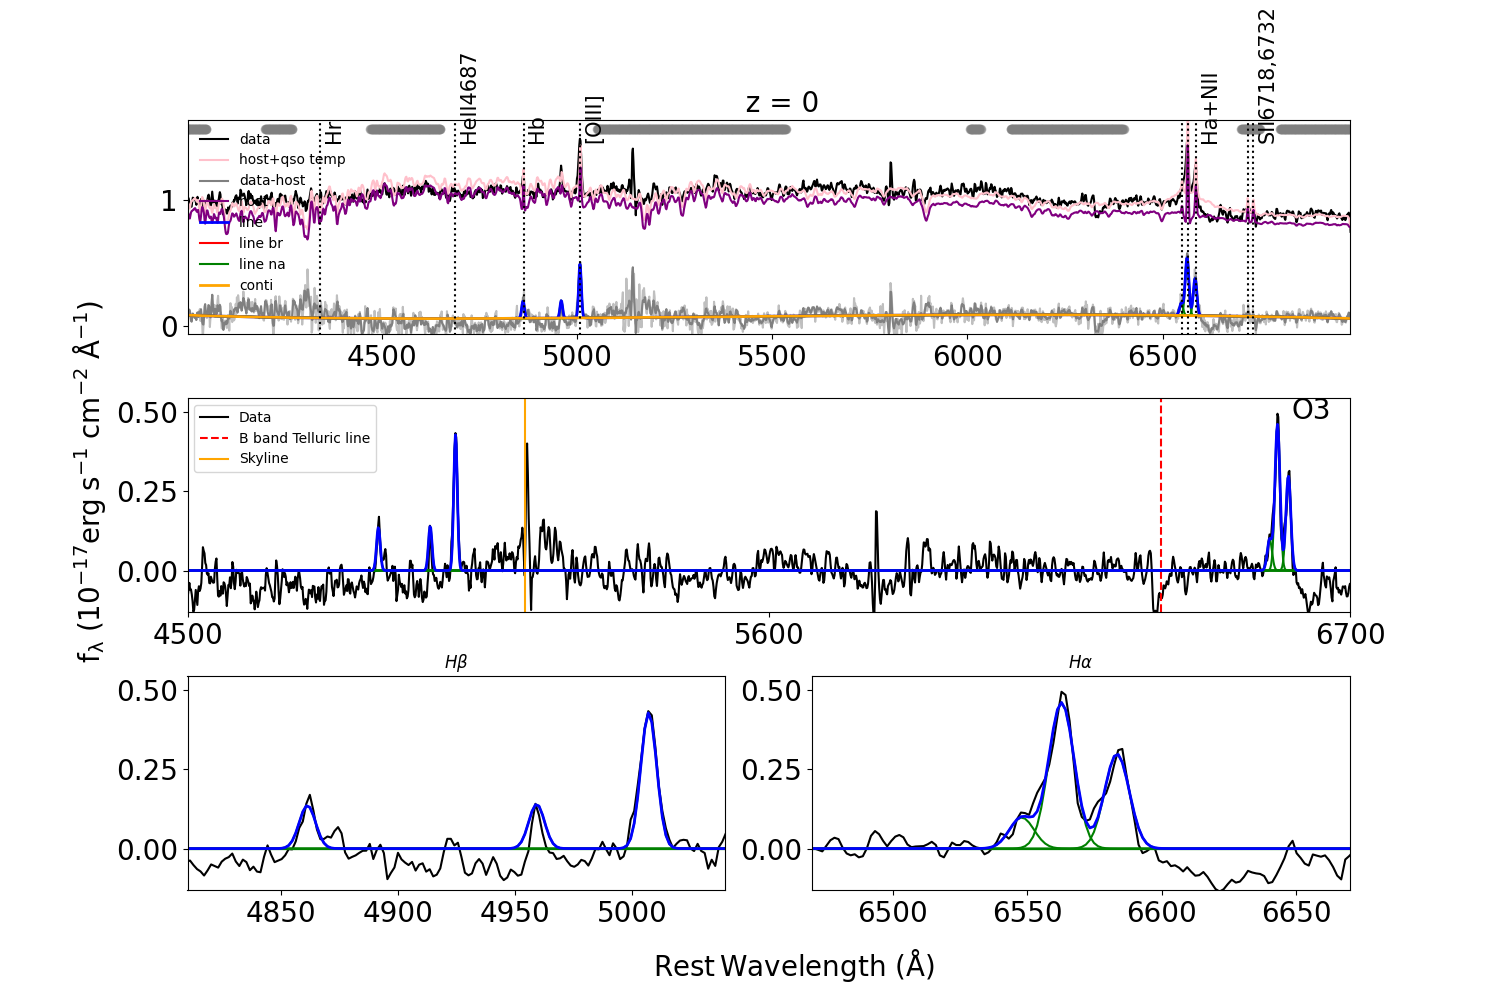 z = 0
Hr
HeII4687
Hb
[OIII]
Ha+NII
SII6718,6732
data
host+qso temp
data-host
line
line br
line na
conti
1
0
4500
5000
5500
6000
6500
f_λ (10^{-17}erg s^{-1} cm^{-2} Å^{-1})
Data
B band Telluric line
Skyline
O3
0.50
0.25
0.00
4500
5600
6700
Hβ
0.50
0.25
0.00
4850
4900
4950
5000
Hα
0.50
0.25
0.00
6500
6550
6600
6650
Rest Wavelength (Å)